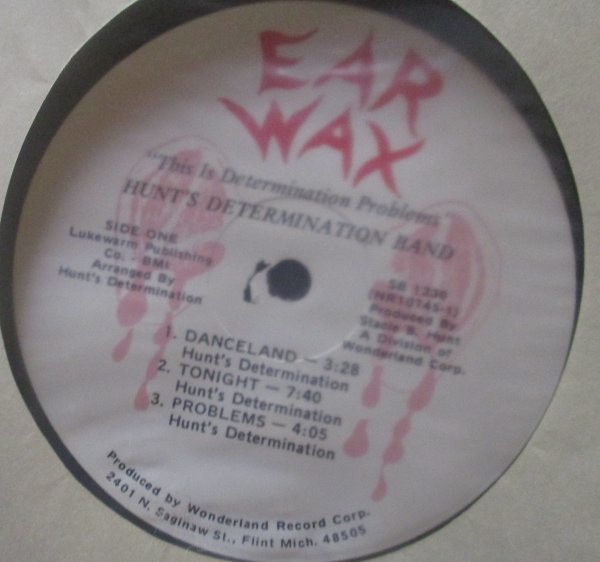 EAR
WAX
"This Is Determination Problems"
HUNT'S DETERMINATION BAND
SIDE ONE
Lukewarm Publishing
Co. - BMI
Arranged By
Hunt's Determination
SB 1236
(NR10145-1)
Produced By
Stacie B. Hunt
A Division of
Wonderland Corp.
1. DANCELAND — 3:28
Hunt's Determination
2. TONIGHT — 7:40
Hunt's Determination
3. PROBLEMS — 4:05
Hunt's Determination
Produced by Wonderland Record Corp.
2401 N. Saginaw St., Flint Mich. 48505